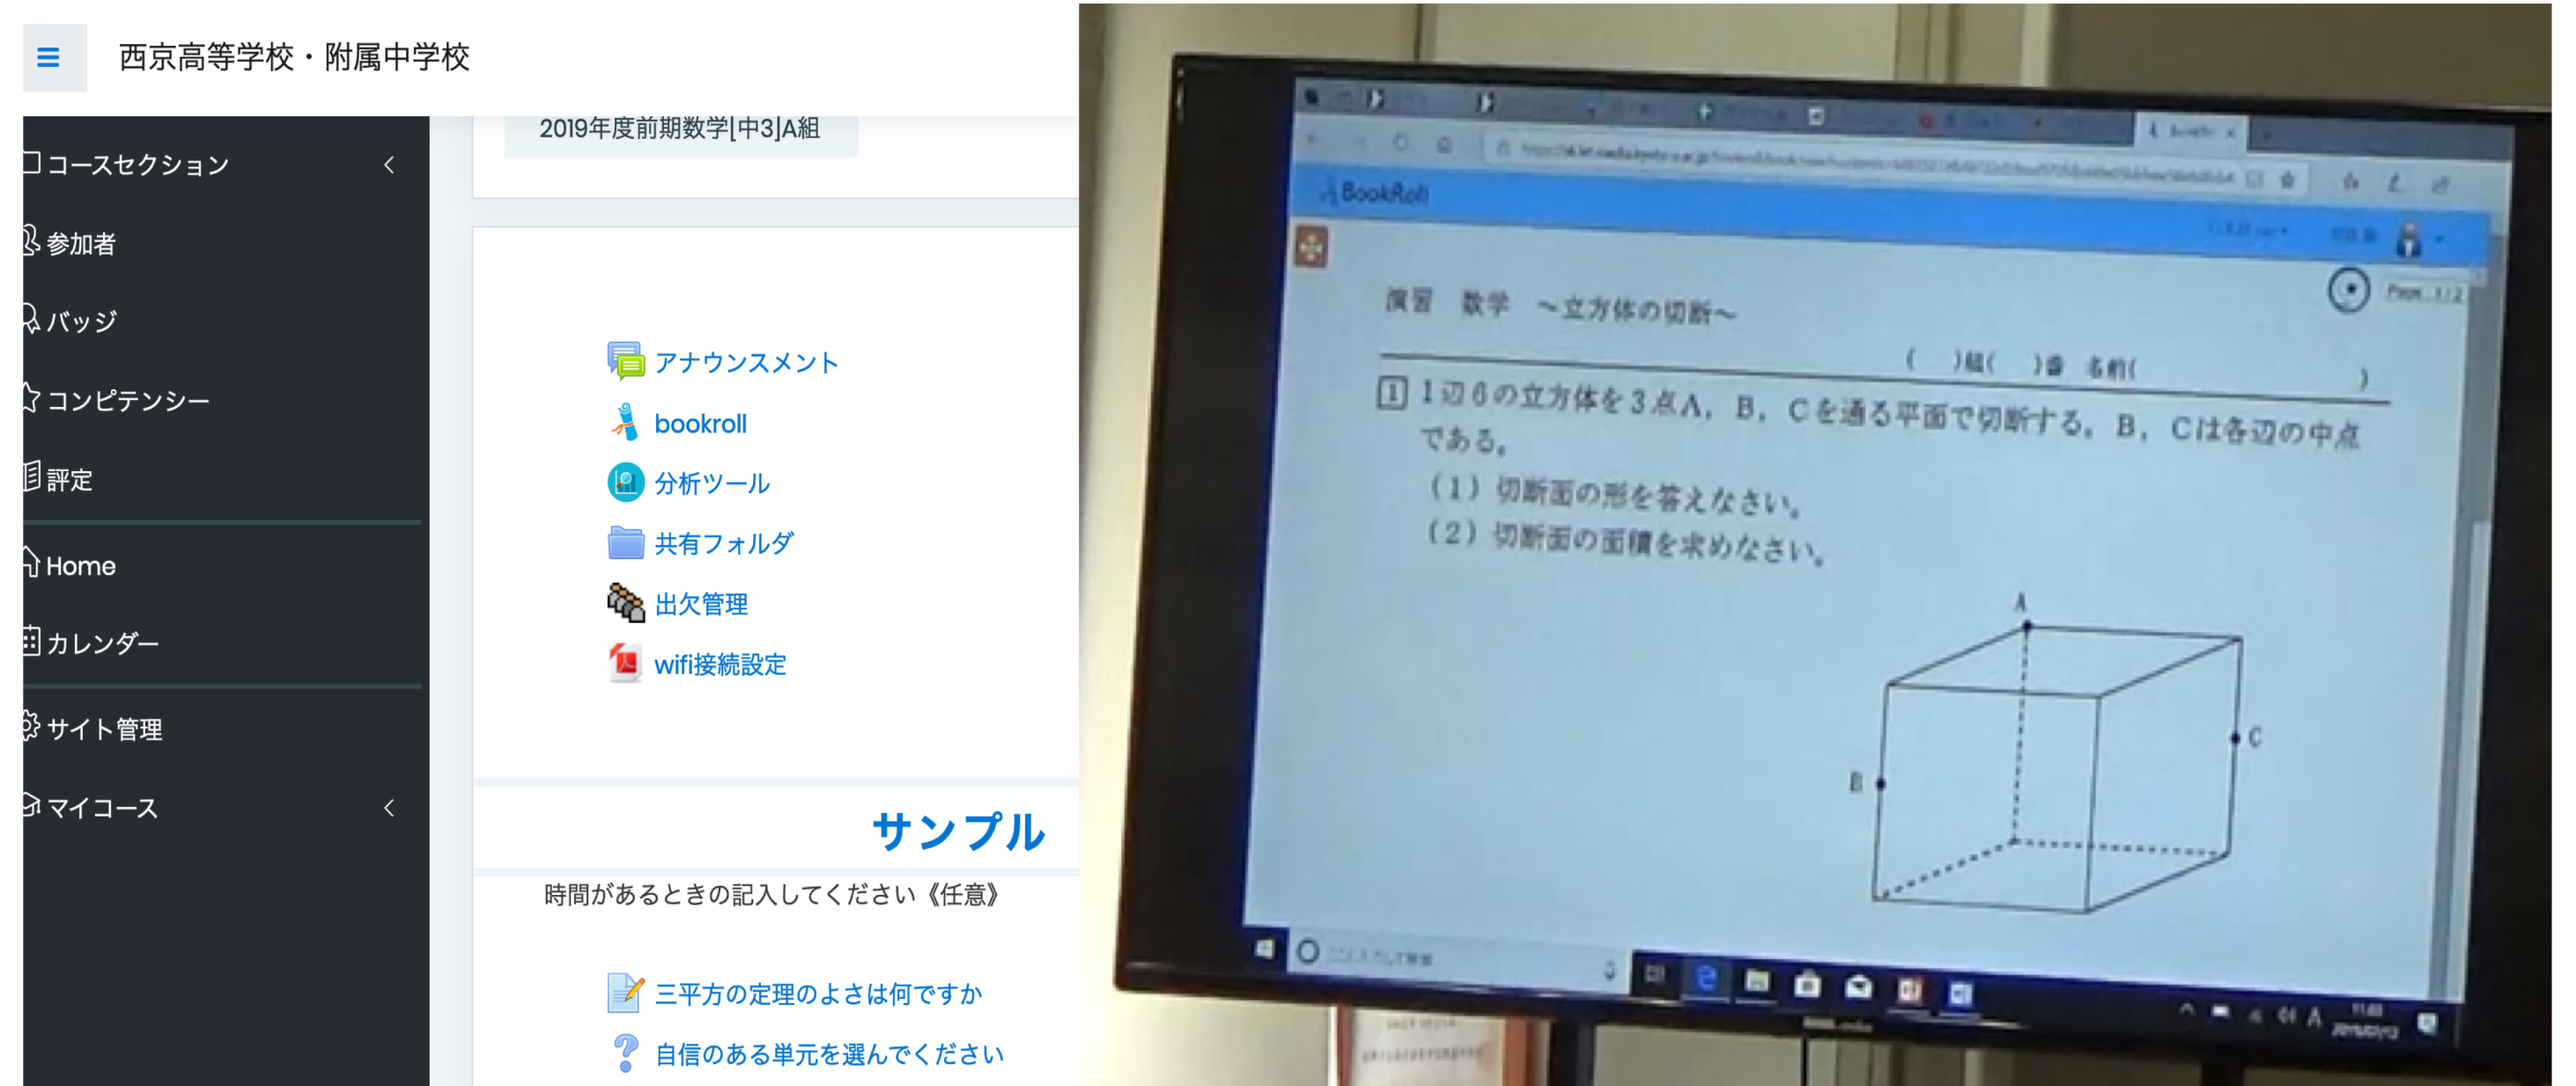 西京高等学校・附属中学校
2019年度前期数学[中3]A組
コースセクション
参加者
バッジ
コンピテンシー
評定
Home
カレンダー
サイト管理
マイコース
アナウンスメント
bookroll
分析ツール
共有フォルダ
出欠管理
wifi接続設定
サンプル
時間があるときの記入してください《任意》
三平方の定理のよさは何ですか
自信のある単元を選んでください
BookRoll
Page 1/2
演習 数学 ～立方体の切断～
( )組( )番 名前( )
1 1辺6の立方体を3点A，B，Cを通る平面で切断する。B，Cは各辺の中点
である。
(1) 切断面の形を答えなさい。
(2) 切断面の面積を求めなさい。
A
B
C